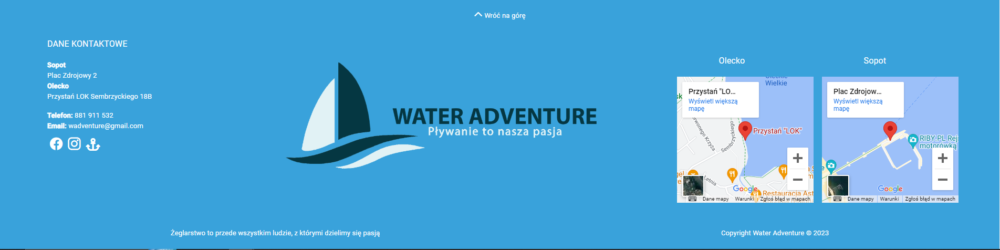 Wróć na górę
DANE KONTAKTOWE
Sopot
Plac Zdrojowy 2
Olecko
Przystań LOK Sembrzyckiego 18B
Telefon: 881 911 532
Email: wadventure@gmail.com
WATER ADVENTURE
Pływanie to nasza pasja
Olecko
Wielkie
Przystań "LO...
Wyświetl większą
mapę
Przystań "LOK"
Sembrzyckiego
Letnia
Google
Restauracja Ast
Dane mapy
Warunki
Zgłoś błąd w mapach
Sopot
Plac Zdrojow...
Wyświetl większą
mapę
RIBY.PL Rej
motorówką
Google
Dane mapy
Warunki
Zgłoś błąd w mapach
Żeglarstwo to przede wszystkim ludzie, z którymi dzielimy się pasją
Copyright Water Adventure © 2023